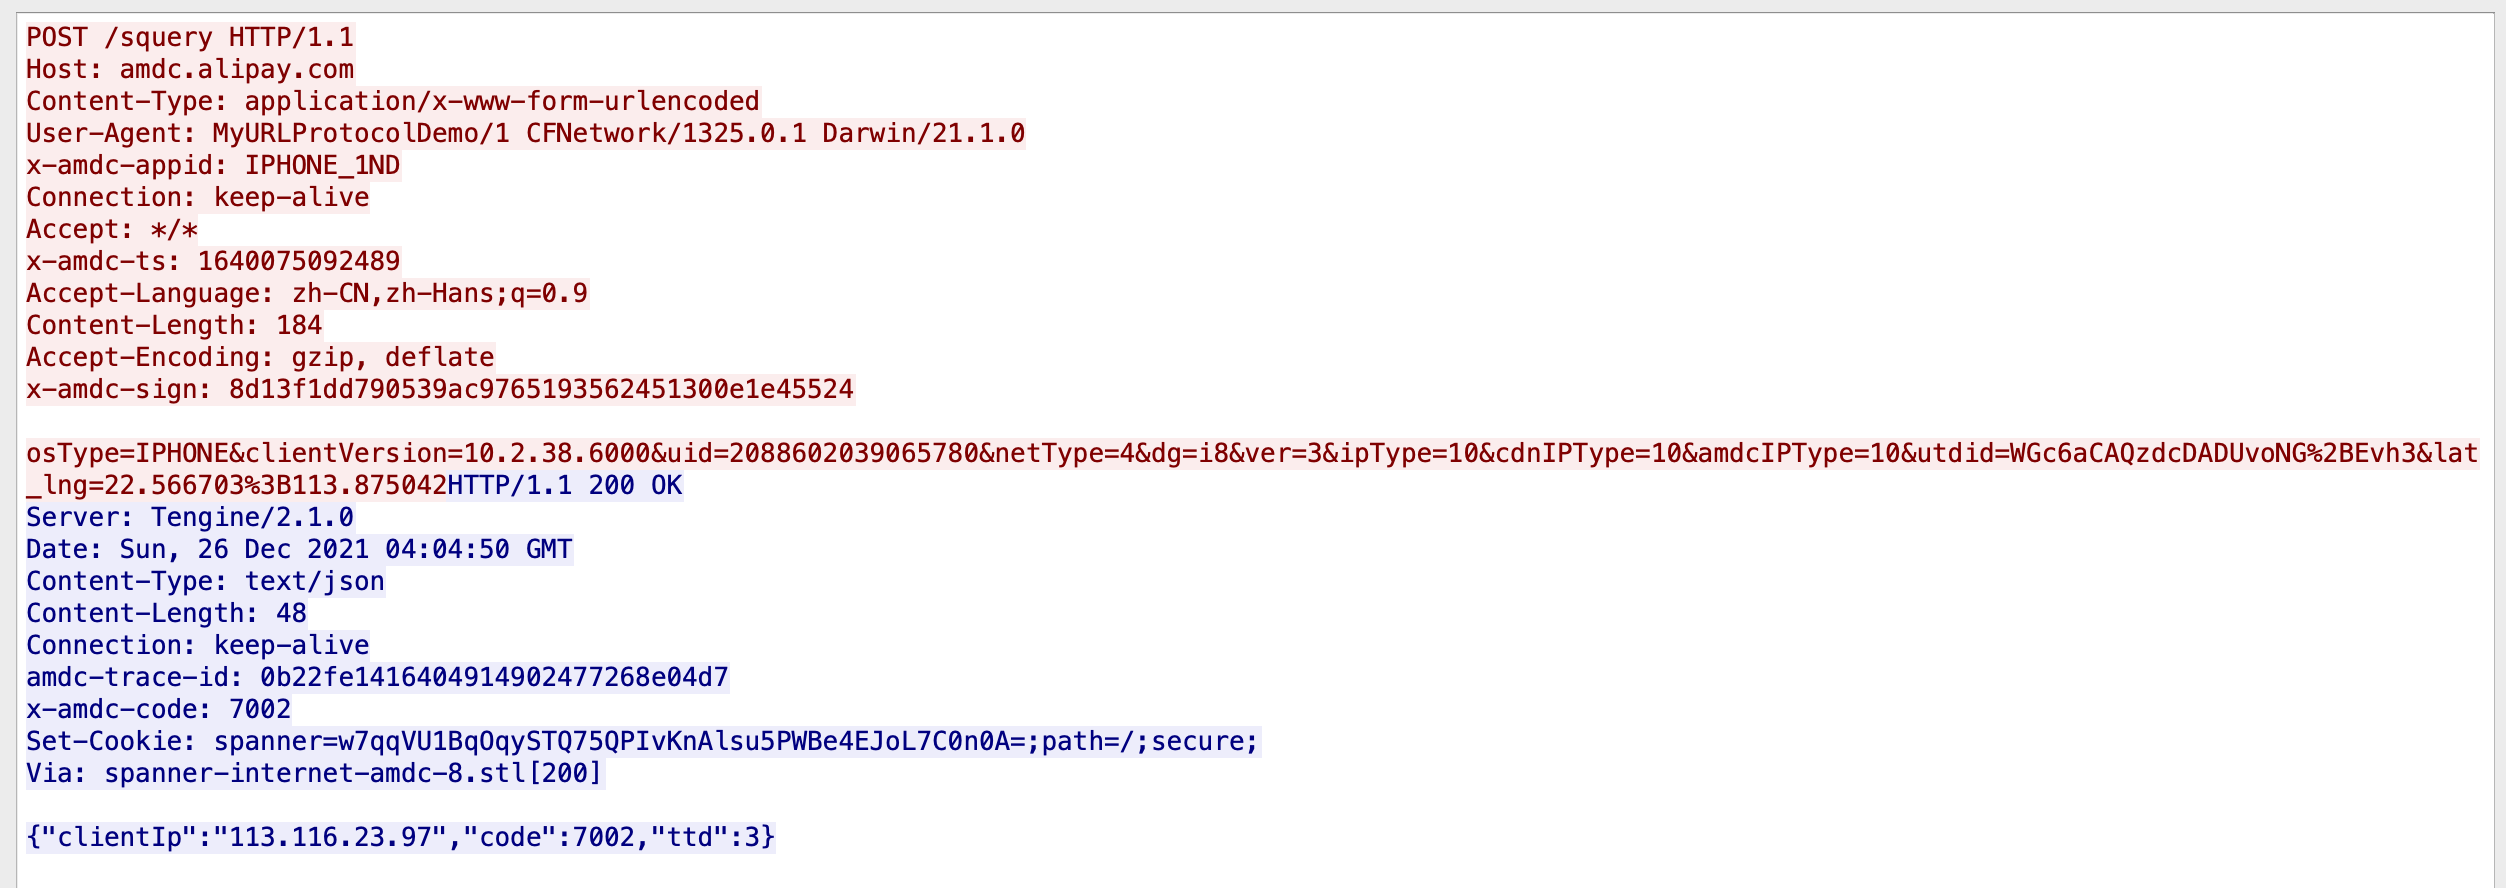 POST /squery HTTP/1.1
Host: amdc.alipay.com
Content-Type: application/x-www-form-urlencoded
User-Agent: MyURLProtocolDemo/1 CFNetwork/1325.0.1 Darwin/21.1.0
x-amdc-appid: IPHONE_1ND
Connection: keep-alive
Accept: */*
x-amdc-ts: 1640075092489
Accept-Language: zh-CN,zh-Hans;q=0.9
Content-Length: 184
Accept-Encoding: gzip, deflate
x-amdc-sign: 8d13f1dd790539ac9765193562451300e1e45524
osType=IPHONE&clientVersion=10.2.38.6000&uid=2088602039065780&netType=4&dg=i8&ver=3&ipType=10&cdnIPType=10&amdcIPType=10&utdid=WGc6aCAQzdcDADUvoNG%2BEvh3&lat
_lng=22.566703%3B113.875042HTTP/1.1 200 OK
Server: Tengine/2.1.0
Date: Sun, 26 Dec 2021 04:04:50 GMT
Content-Type: text/json
Content-Length: 48
Connection: keep-alive
amdc-trace-id: 0b22fe1416404914902477268e04d7
x-amdc-code: 7002
Set-Cookie: spanner=w7qqVU1BqOqySTQ75QPIvKnAlsu5PWBe4EJoL7C0n0A=;path=/;secure;
Via: spanner-internet-amdc-8.stl[200]
{"clientIp":"113.116.23.97","code":7002,"ttd":3}